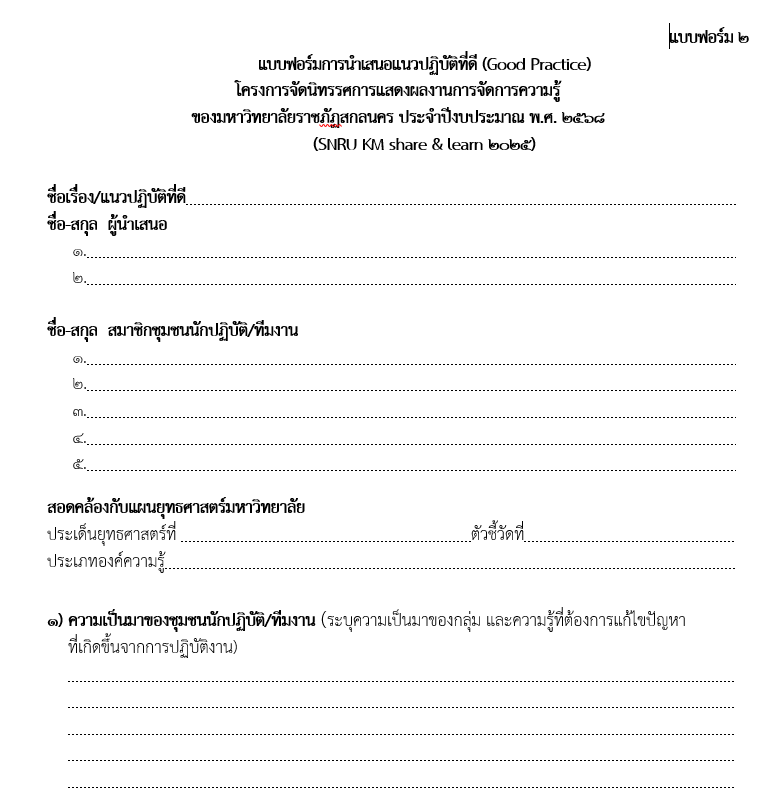 แบบฟอร์ม ๒
แบบฟอร์มการนำเสนอแนวปฏิบัติที่ดี (Good Practice)
โครงการจัดนิทรรศการแสดงผลงานการจัดการความรู้
ของมหาวิทยาลัยราชภัฏสกลนคร ประจำปีงบประมาณ พ.ศ. ๒๕๖๘
(SNRU KM share & learn ๒๐๒๕)
ชื่อเรื่อง/แนวปฏิบัติที่ดี
ชื่อ-สกุล ผู้นำเสนอ
๑.
๒.
ชื่อ-สกุล สมาชิกชุมชนนักปฏิบัติ/ทีมงาน
๑.
๒.
๓.
๔.
๕.
สอดคล้องกับแผนยุทธศาสตร์มหาวิทยาลัย
ประเด็นยุทธศาสตร์ที่ ตัวชี้วัดที่
ประเภทองค์ความรู้
๑) ความเป็นมาของชุมชนนักปฏิบัติ/ทีมงาน (ระบุความเป็นมาของกลุ่ม และความรู้ที่ต้องการแก้ไขปัญหา
ที่เกิดขึ้นจากการปฏิบัติงาน)